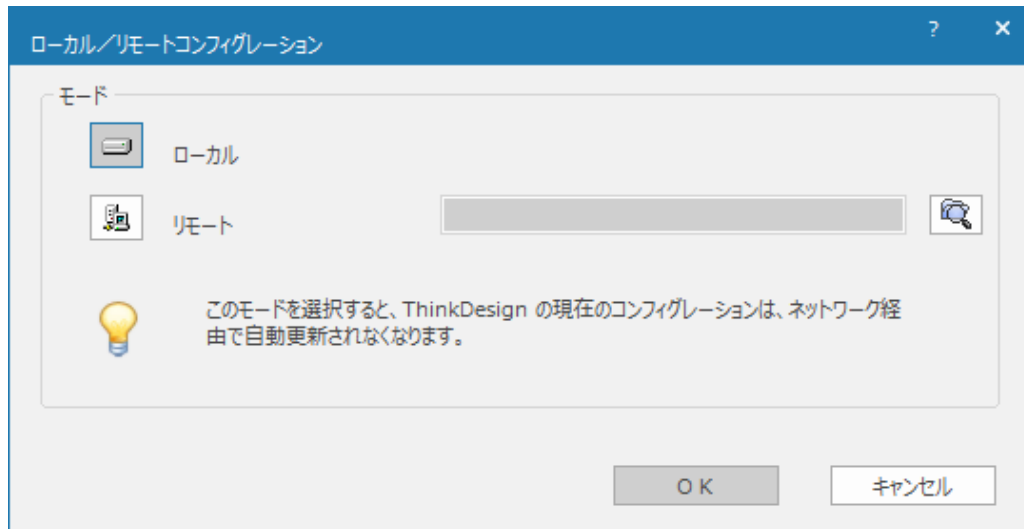 ローカル／リモートコンフィグレーション
? ×
モード
ローカル
リモート
このモードを選択すると、ThinkDesign の現在のコンフィグレーションは、ネットワーク経
由で自動更新されなくなります。
OK キャンセル